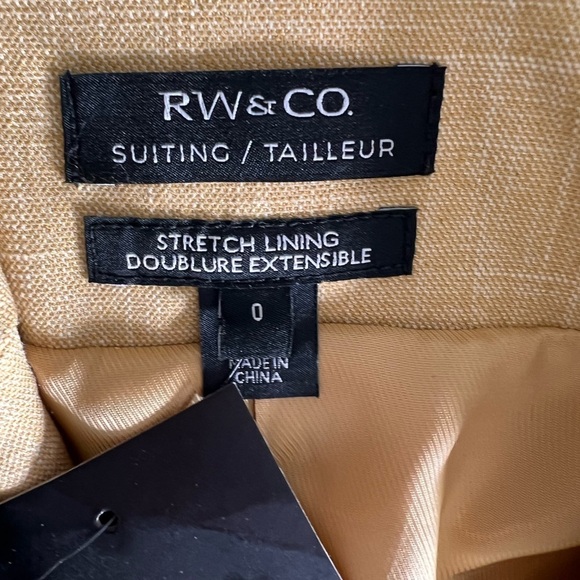 RW&CO.
SUITING / TAILLEUR
STRETCH LINING
DOUBLURE EXTENSIBLE
0
MADE IN
CHINA